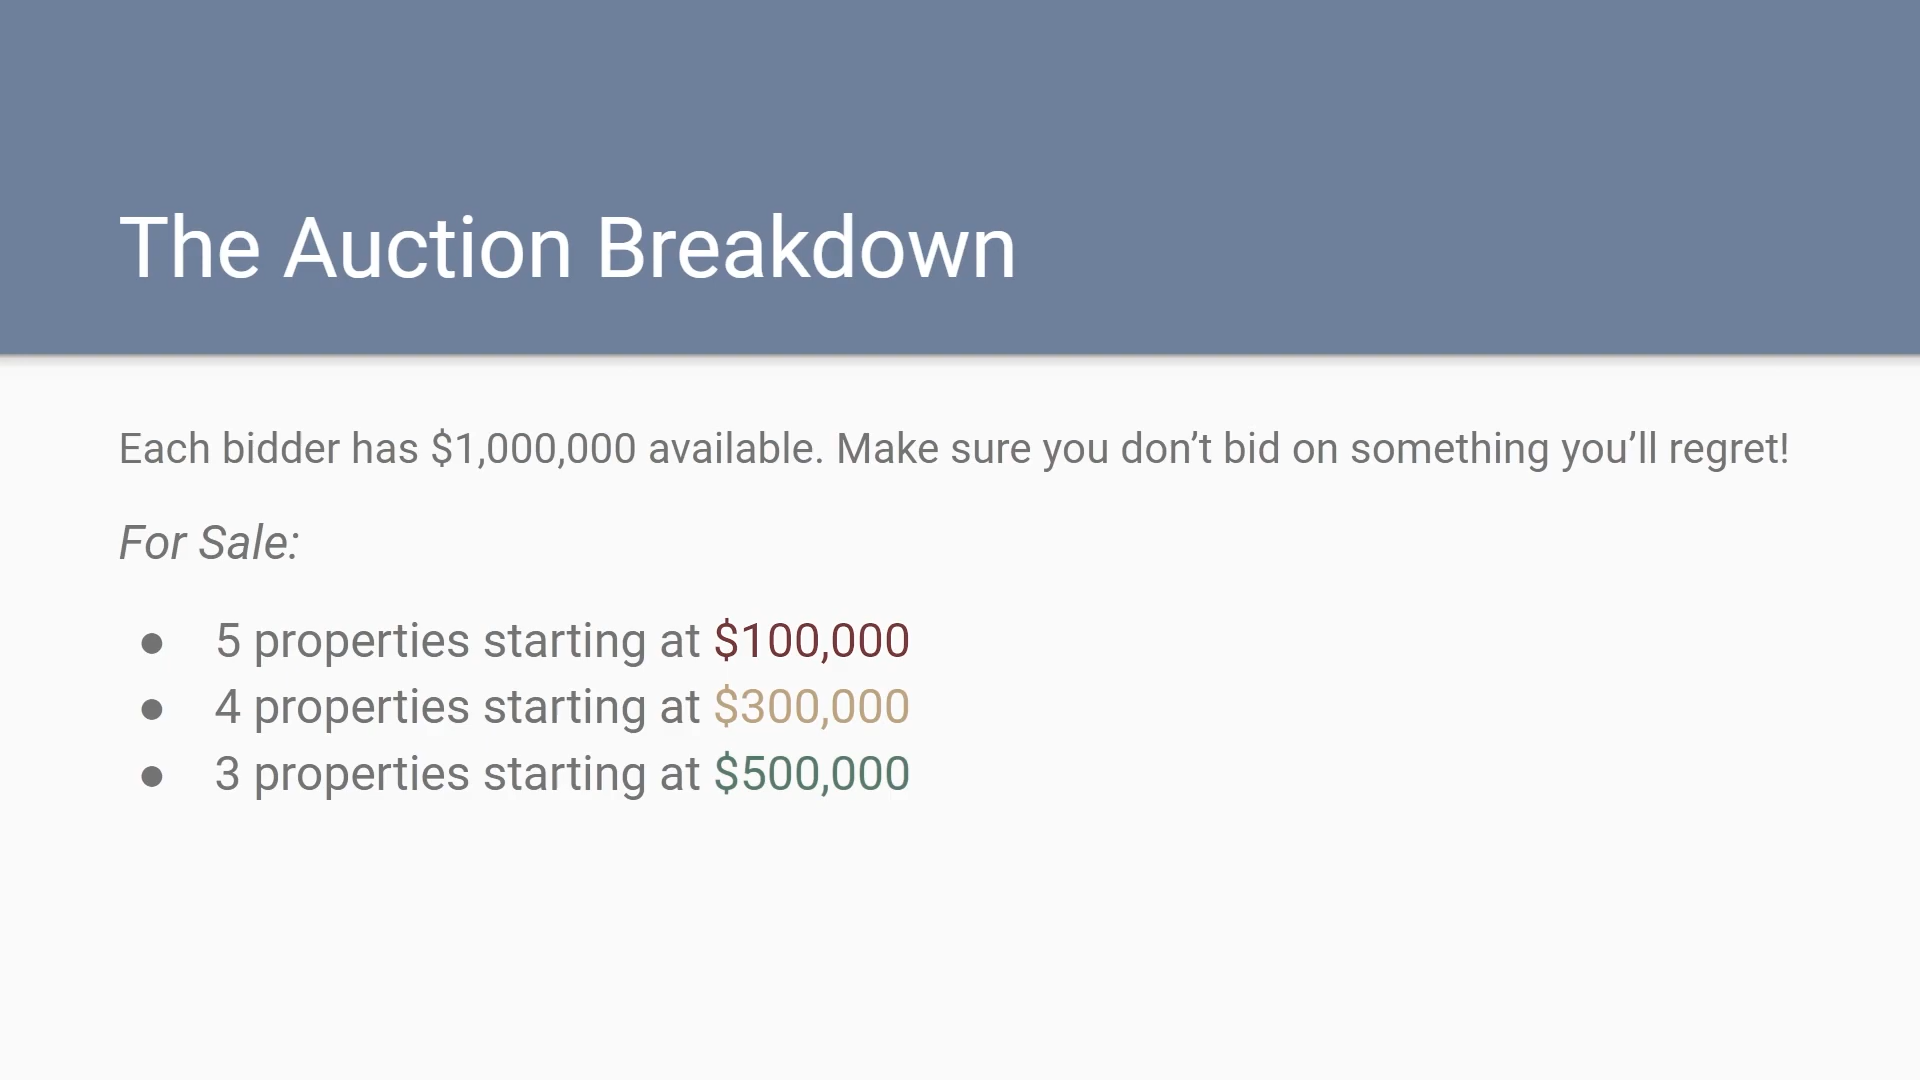 The Auction Breakdown
Each bidder has $1,000,000 available. Make sure you don’t bid on something you’ll regret!
For Sale:
● 5 properties starting at $100,000
● 4 properties starting at $300,000
● 3 properties starting at $500,000